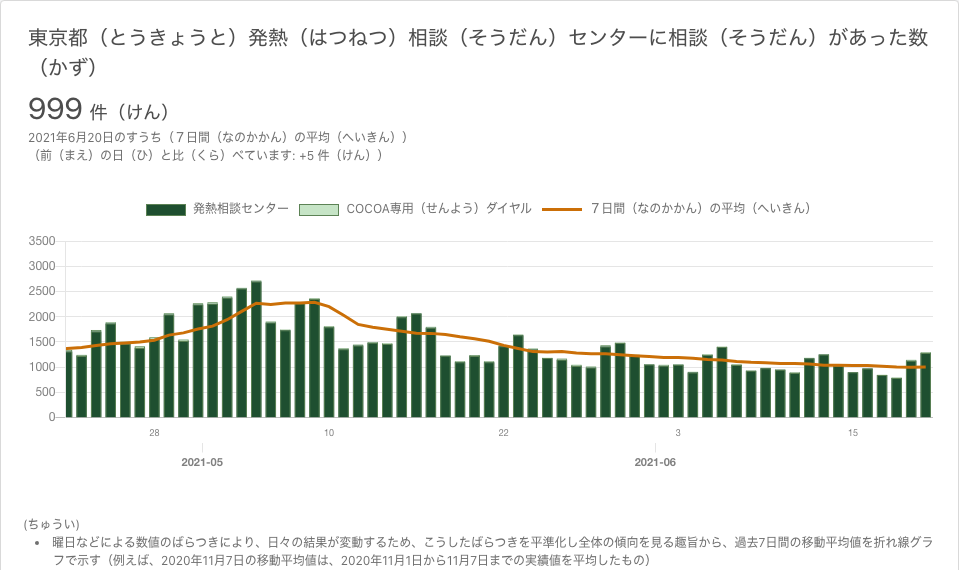 東京都（とうきょうと）発熱（はつねつ）相談（そうだん）センターに相談（そうだん）があった数
（かず）
999 件（けん）
2021年6月20日のすうち（７日間（なのかかん）の平均（へいきん））
（前（まえ）の日（ひ）と比（くら）べています: +5 件（けん））
発熱相談センター COCOA専用（せんよう）ダイヤル ７日間（なのかかん）の平均（へいきん）
3500
3000
2500
2000
1500
1000
500
0
28 10 22 3 15
2021-05 2021-06
(ちゅうい)
• 曜日などによる数値のばらつきにより、日々の結果が変動するため、こうしたばらつきを平準化し全体の傾向を見る趣旨から、過去7日間の移動平均値を折れ線グラ
フで示す（例えば、2020年11月7日の移動平均値は、2020年11月1日から11月7日までの実績値を平均したもの）